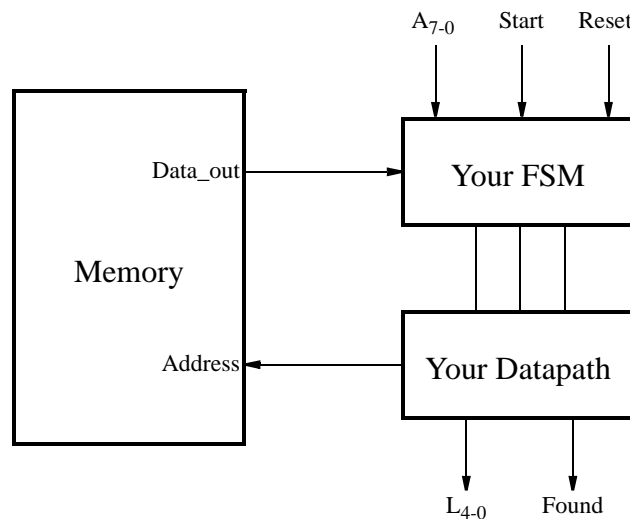 A7-0 Start Reset
Data_out
Your FSM
Memory
Address
Your Datapath
L4-0 Found